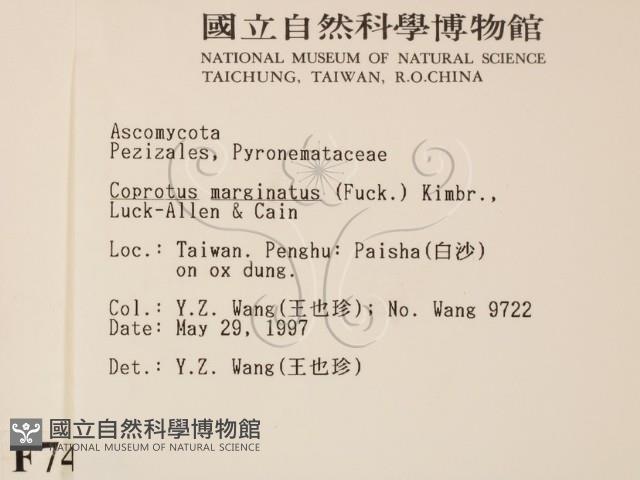 國立自然科學博物館
NATIONAL MUSEUM OF NATURAL SCIENCE
TAICHUNG, TAIWAN, R.O.CHINA
Ascomycota
Pezizales, Pyronemataceae
Coprotus marginatus (Fuck.) Kimbr.,
Luck-Allen & Cain
Loc.: Taiwan. Penghu: Paisha(白沙)
on ox dung.
Col.: Y.Z. Wang(王也珍); No. Wang 9722
Date: May 29, 1997
Det.: Y.Z. Wang(王也珍)
國立自然科學博物館
NATIONAL MUSEUM OF NATURAL SCIENCE
F 74